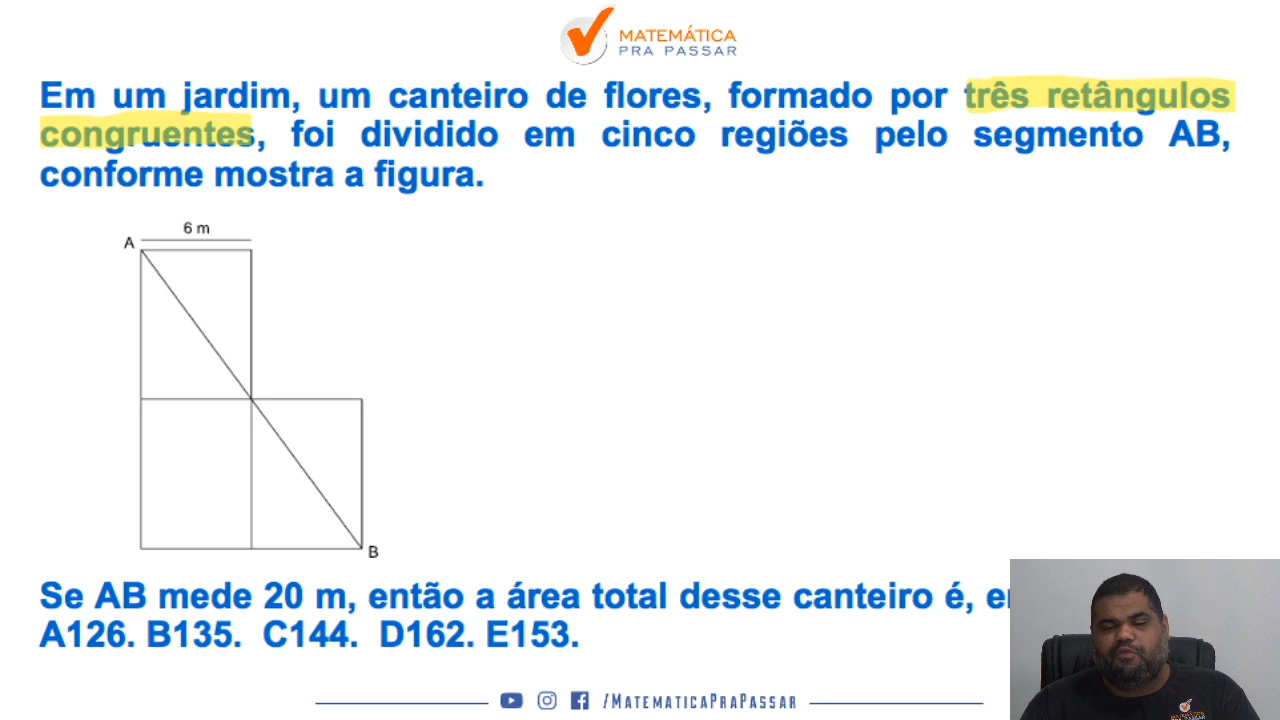 MATEMÁTICA
PRA PASSAR
Em um jardim, um canteiro de flores, formado por três retângulos
congruentes, foi dividido em cinco regiões pelo segmento AB,
conforme mostra a figura.
6 m
A
B
Se AB mede 20 m, então a área total desse canteiro é,
A126. B135. C144. D162. E153.
/MATEMATICAPRAPASSAR